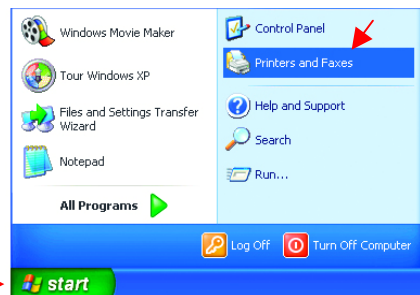 Windows Movie Maker
Tour Windows XP
Files and Settings Transfer
Wizard
Notepad
All Programs
Control Panel
Printers and Faxes
Help and Support
Search
Run...
Log Off
Turn Off Computer
start